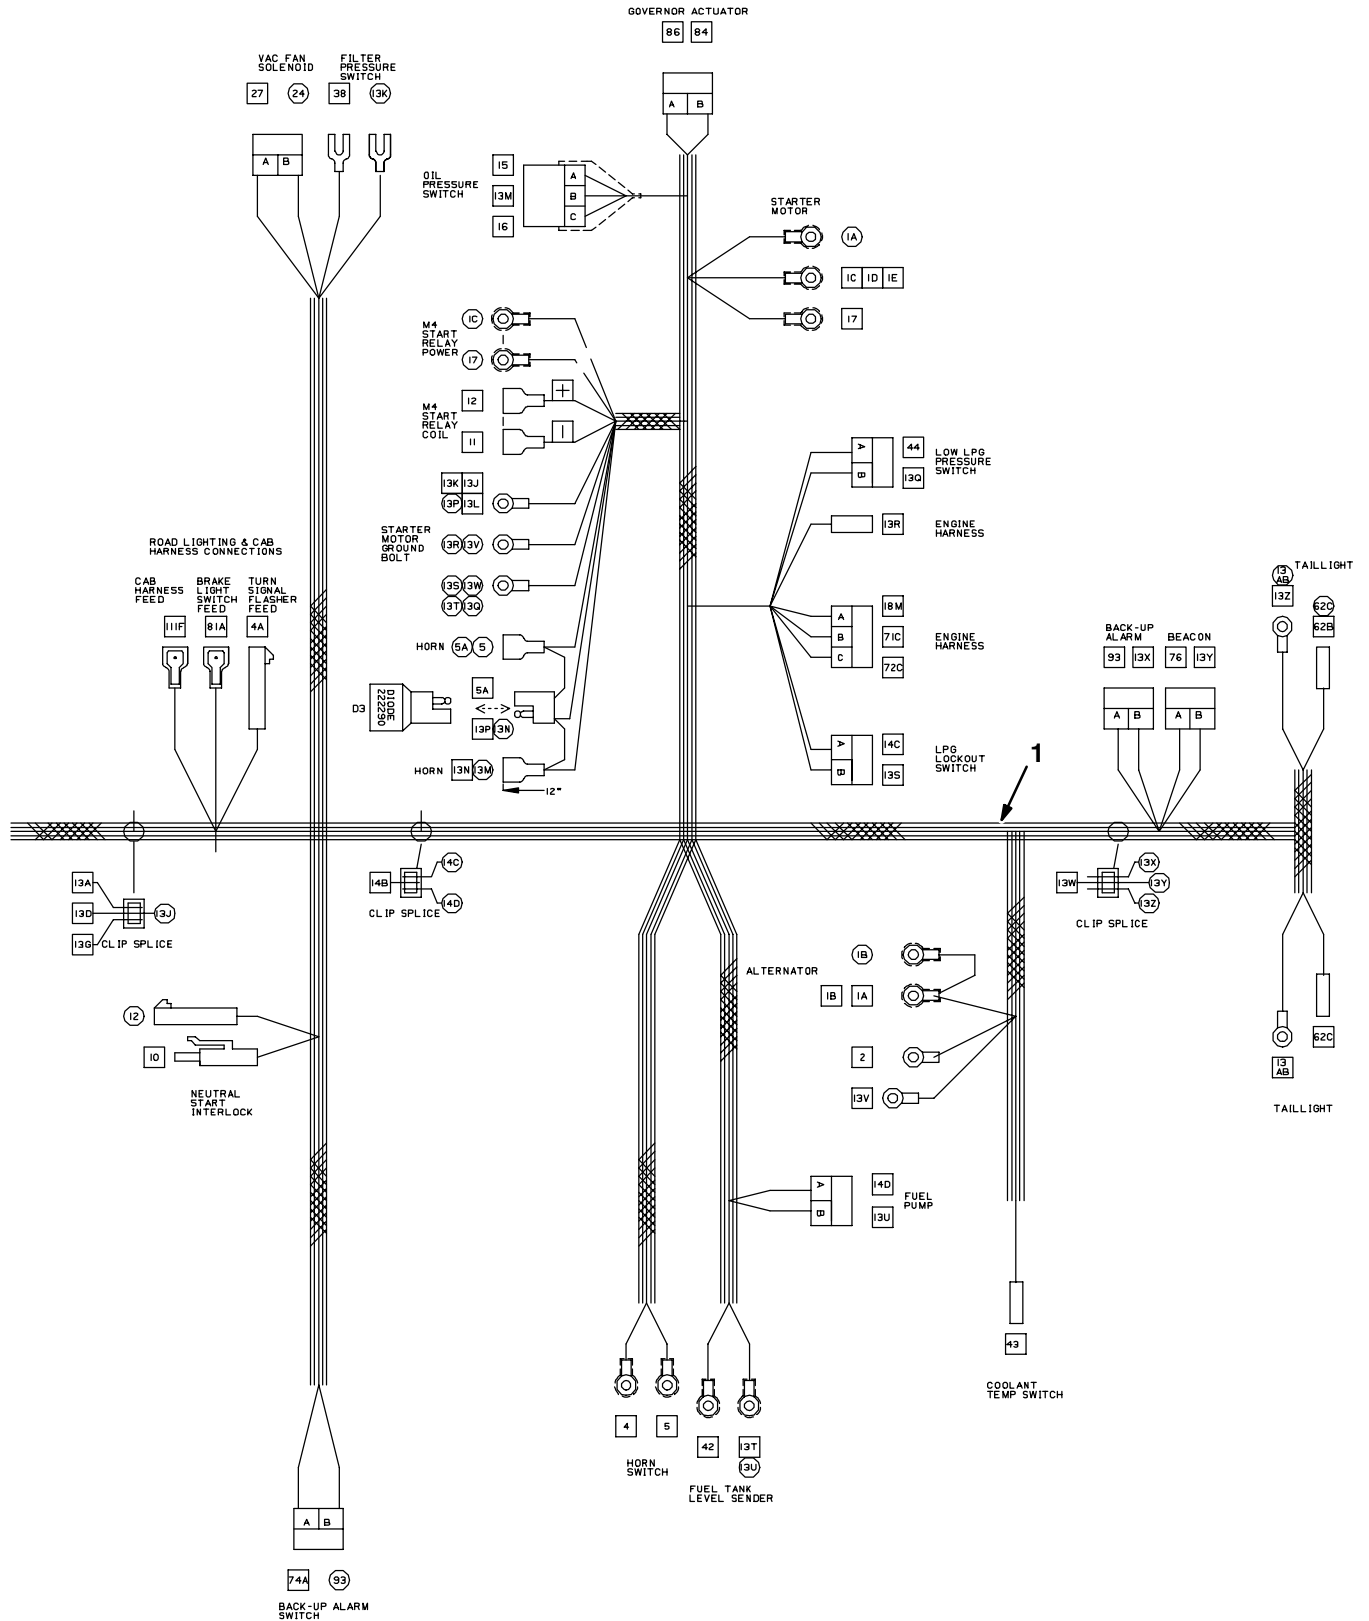 GOVERNOR ACTUATOR
86 84
A B
VAC FAN
SOLENOID
27 24
FILTER
PRESSURE
SWITCH
38 13K
A B
OIL
PRESSURE
SWITCH
15
13M
16
A
B
C
STARTER
MOTOR
1A
1C 1D 1E
17
M4
START
RELAY
POWER
1C
17
M4
START
RELAY
COIL
12
+
11
-
13K 13J
13P 13L
STARTER
MOTOR
GROUND
BOLT
13R 13V
13S 13W
13T 13Q
HORN 5A 5
D3
DIODE
222290
5A
13P 13N
HORN 13N 13M
12"
A
B
44
13Q
LOW LPG
PRESSURE
SWITCH
13R
ENGINE
HARNESS
A
B
C
18M
71C
72C
ENGINE
HARNESS
A
B
14C
13S
LPG
LOCKOUT
SWITCH
ROAD LIGHTING & CAB
HARNESS CONNECTIONS
CAB
HARNESS
FEED
BRAKE
LIGHT
SWITCH
FEED
TURN
SIGNAL
FLASHER
FEED
111F 81A 4A
TAILLIGHT
13
AB
13Z
62C
62B
BACK-UP
ALARM
93 13X
BEACON
76 13Y
A B
A B
1
13A
13D
13G
13J
CLIP SPLICE
14B
14C
14D
CLIP SPLICE
13W
13X
13Y
13Z
CLIP SPLICE
12
10
NEUTRAL
START
INTERLOCK
ALTERNATOR
1B
1B 1A
2
13V
62C
13
AB
TAILLIGHT
A
B
14D
13U
FUEL
PUMP
43
COOLANT
TEMP SWITCH
4 5
HORN
SWITCH
42 13T
13U
FUEL TANK
LEVEL SENDER
A B
74A 93
BACK-UP ALARM
SWITCH